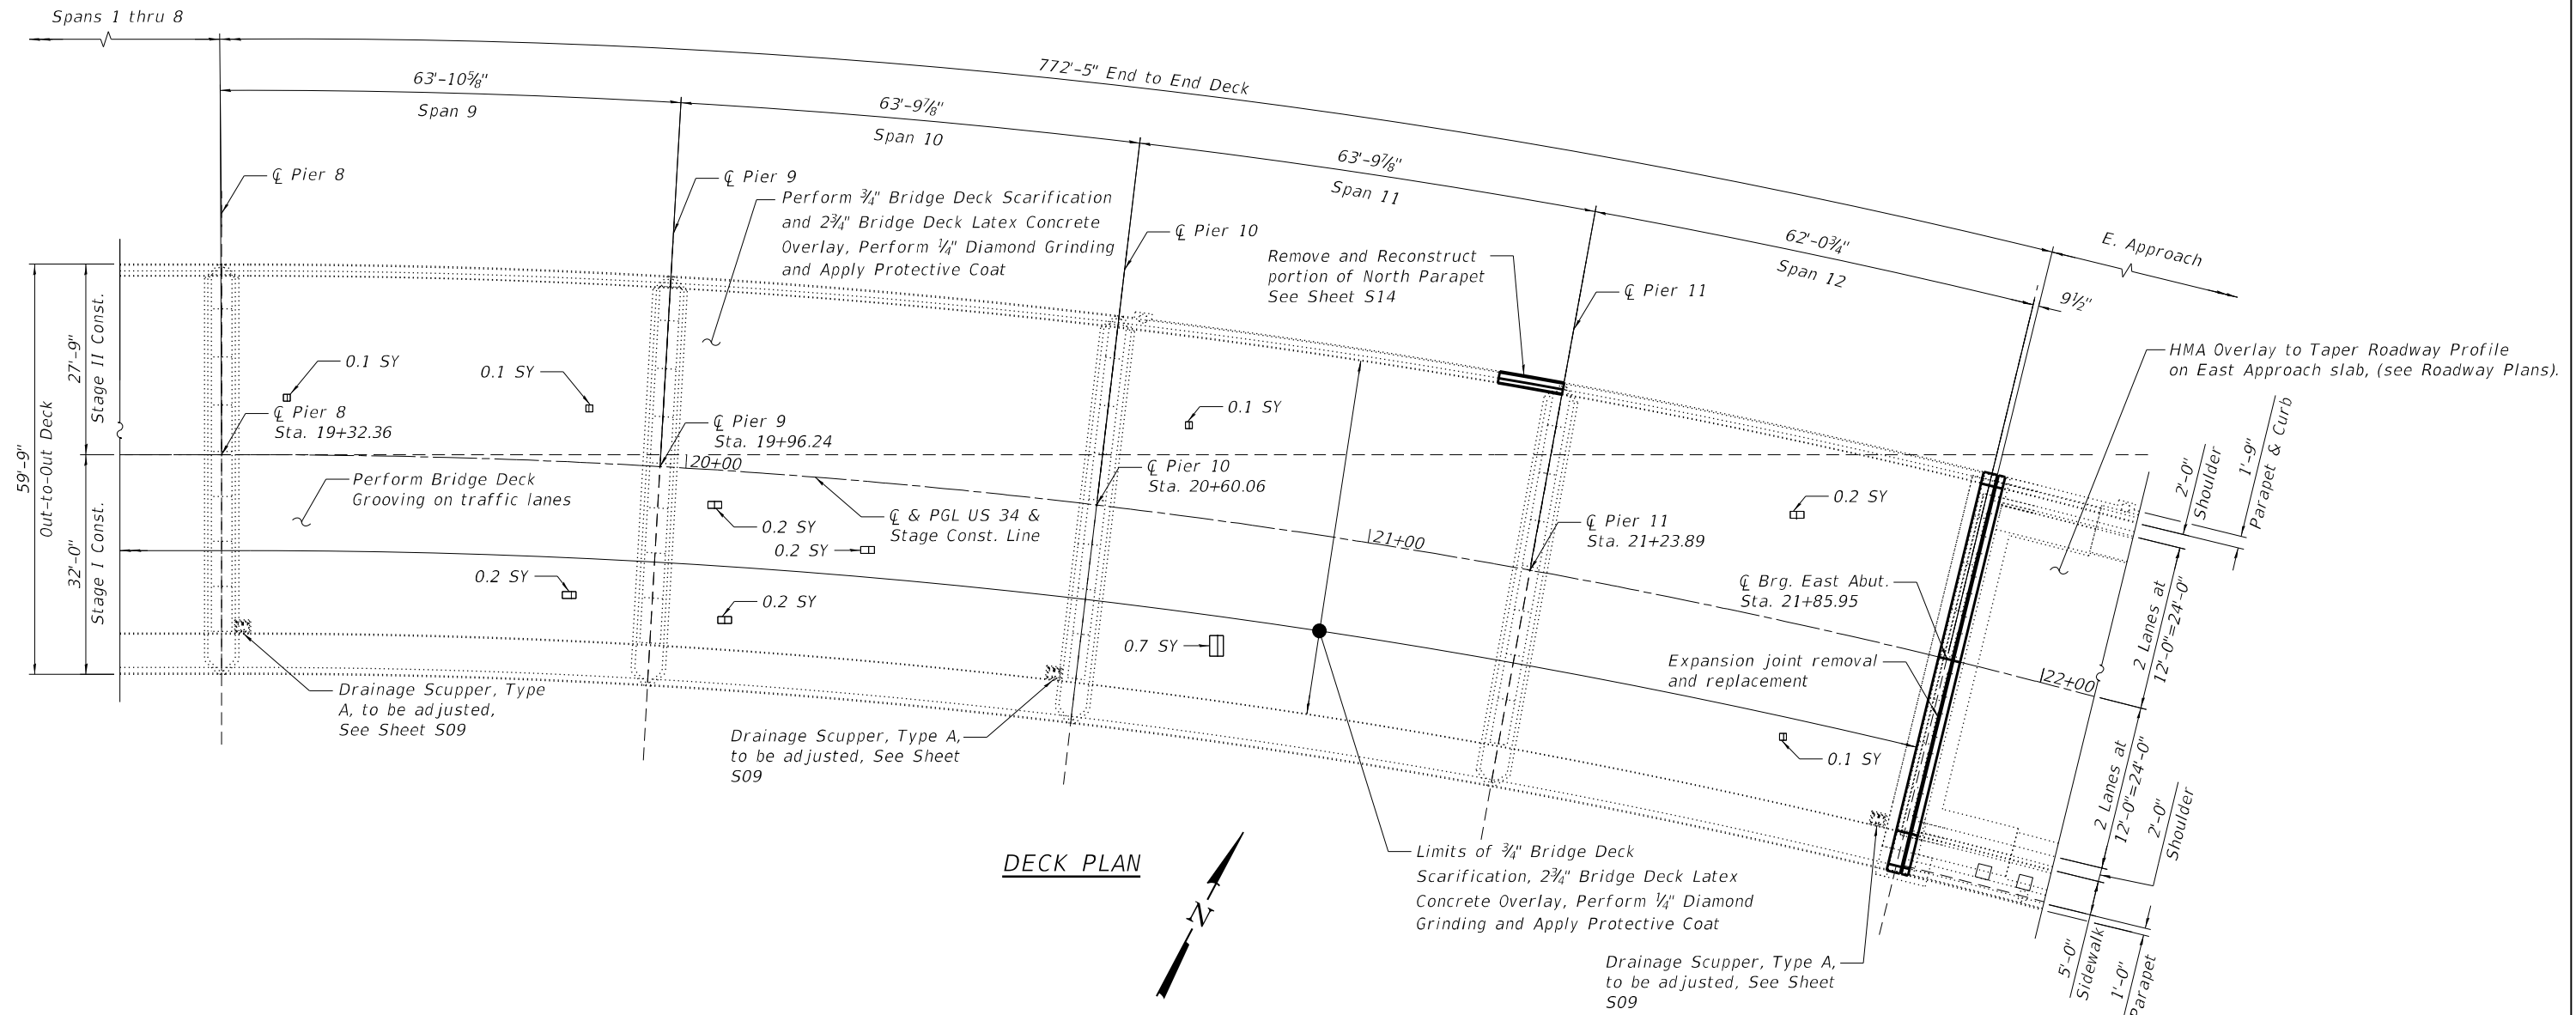 Spans 1 thru 8
772'-5" End to End Deck
63'-10⅝"
Span 9
63'-9⅞"
Span 10
63'-9⅞"
Span 11
62'-0¾"
Span 12
9½"
E. Approach
℄ Pier 8
℄ Pier 9
℄ Pier 10
℄ Pier 11
Perform ¾" Bridge Deck Scarification
and 2¾" Bridge Deck Latex Concrete
Overlay, Perform ¼" Diamond Grinding
and Apply Protective Coat
Remove and Reconstruct
portion of North Parapet
See Sheet S14
HMA Overlay to Taper Roadway Profile
on East Approach slab, (see Roadway Plans).
59'-9"
Out-to-Out Deck
27'-9"
Stage II Const.
32'-0"
Stage I Const.
0.1 SY
0.1 SY
0.1 SY
℄ Pier 8
Sta. 19+32.36
℄ Pier 9
Sta. 19+96.24
20+00
℄ Pier 10
Sta. 20+60.06
21+00
℄ Pier 11
Sta. 21+23.89
0.2 SY
Perform Bridge Deck
Grooving on traffic lanes
0.2 SY
0.2 SY
℄ & PGL US 34 &
Stage Const. Line
0.2 SY
0.2 SY
0.7 SY
℄ Brg. East Abut.
Sta. 21+85.95
Expansion joint removal
and replacement
22+00
0.1 SY
Drainage Scupper, Type
A, to be adjusted,
See Sheet S09
Drainage Scupper, Type A,
to be adjusted, See Sheet
S09
Limits of ¾" Bridge Deck
Scarification, 2¾" Bridge Deck Latex
Concrete Overlay, Perform ¼" Diamond
Grinding and Apply Protective Coat
Drainage Scupper, Type A,
to be adjusted, See Sheet
S09
2'-0"
Shoulder
1'-9"
Parapet & Curb
2 Lanes at
12'-0"=24'-0"
2 Lanes at
12'-0"=24'-0"
2'-0"
Shoulder
5'-0"
Sidewalk
1'-0"
Parapet
DECK PLAN
N